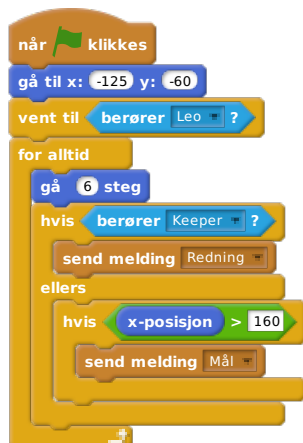 når klikkes
gå til x: -125 y: -60
vent til berører Leo ?
for alltid
gå 6 steg
hvis berører Keeper ?
send melding Redning
ellers
hvis x-posisjon > 160
send melding Mål